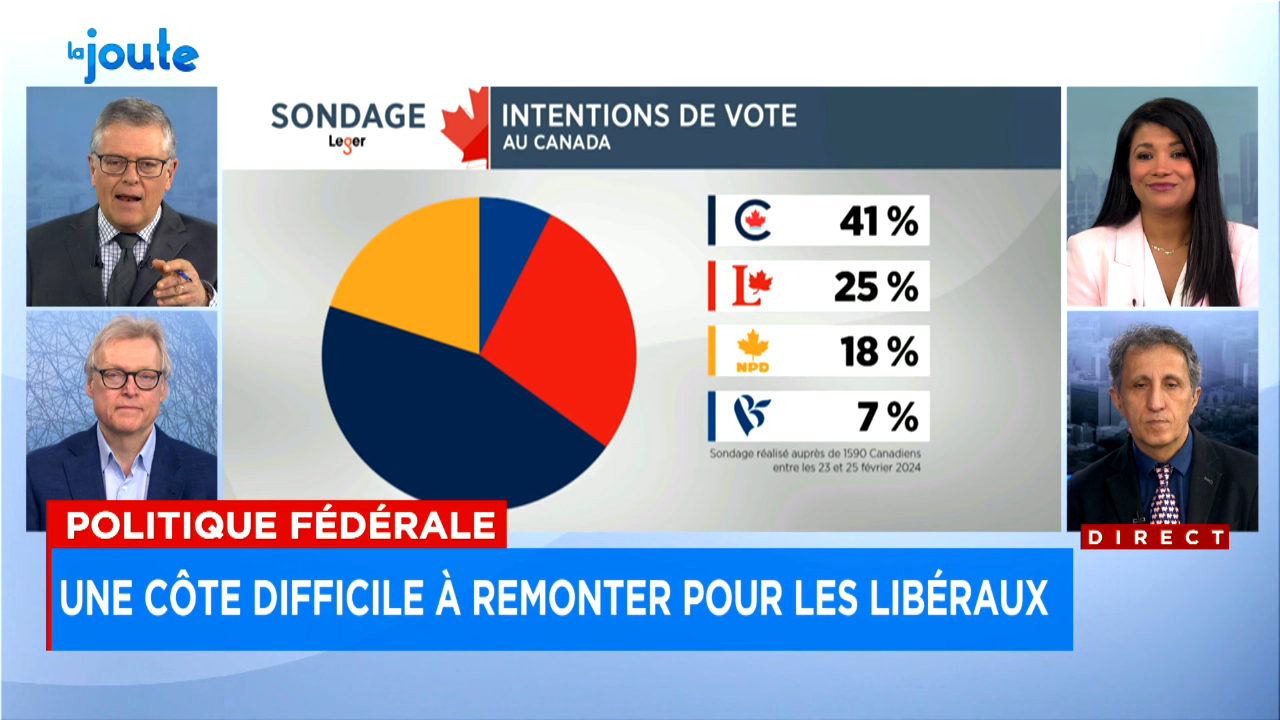 la joute
SONDAGE
Leger
INTENTIONS DE VOTE
AU CANADA
C
41 %
L
25 %
NPD
18 %
7 %
Sondage réalisé auprès de 1590 Canadiens
entre les 23 et 25 février 2024
POLITIQUE FÉDÉRALE
DIRECT
UNE CÔTE DIFFICILE À REMONTER POUR LES LIBÉRAUX